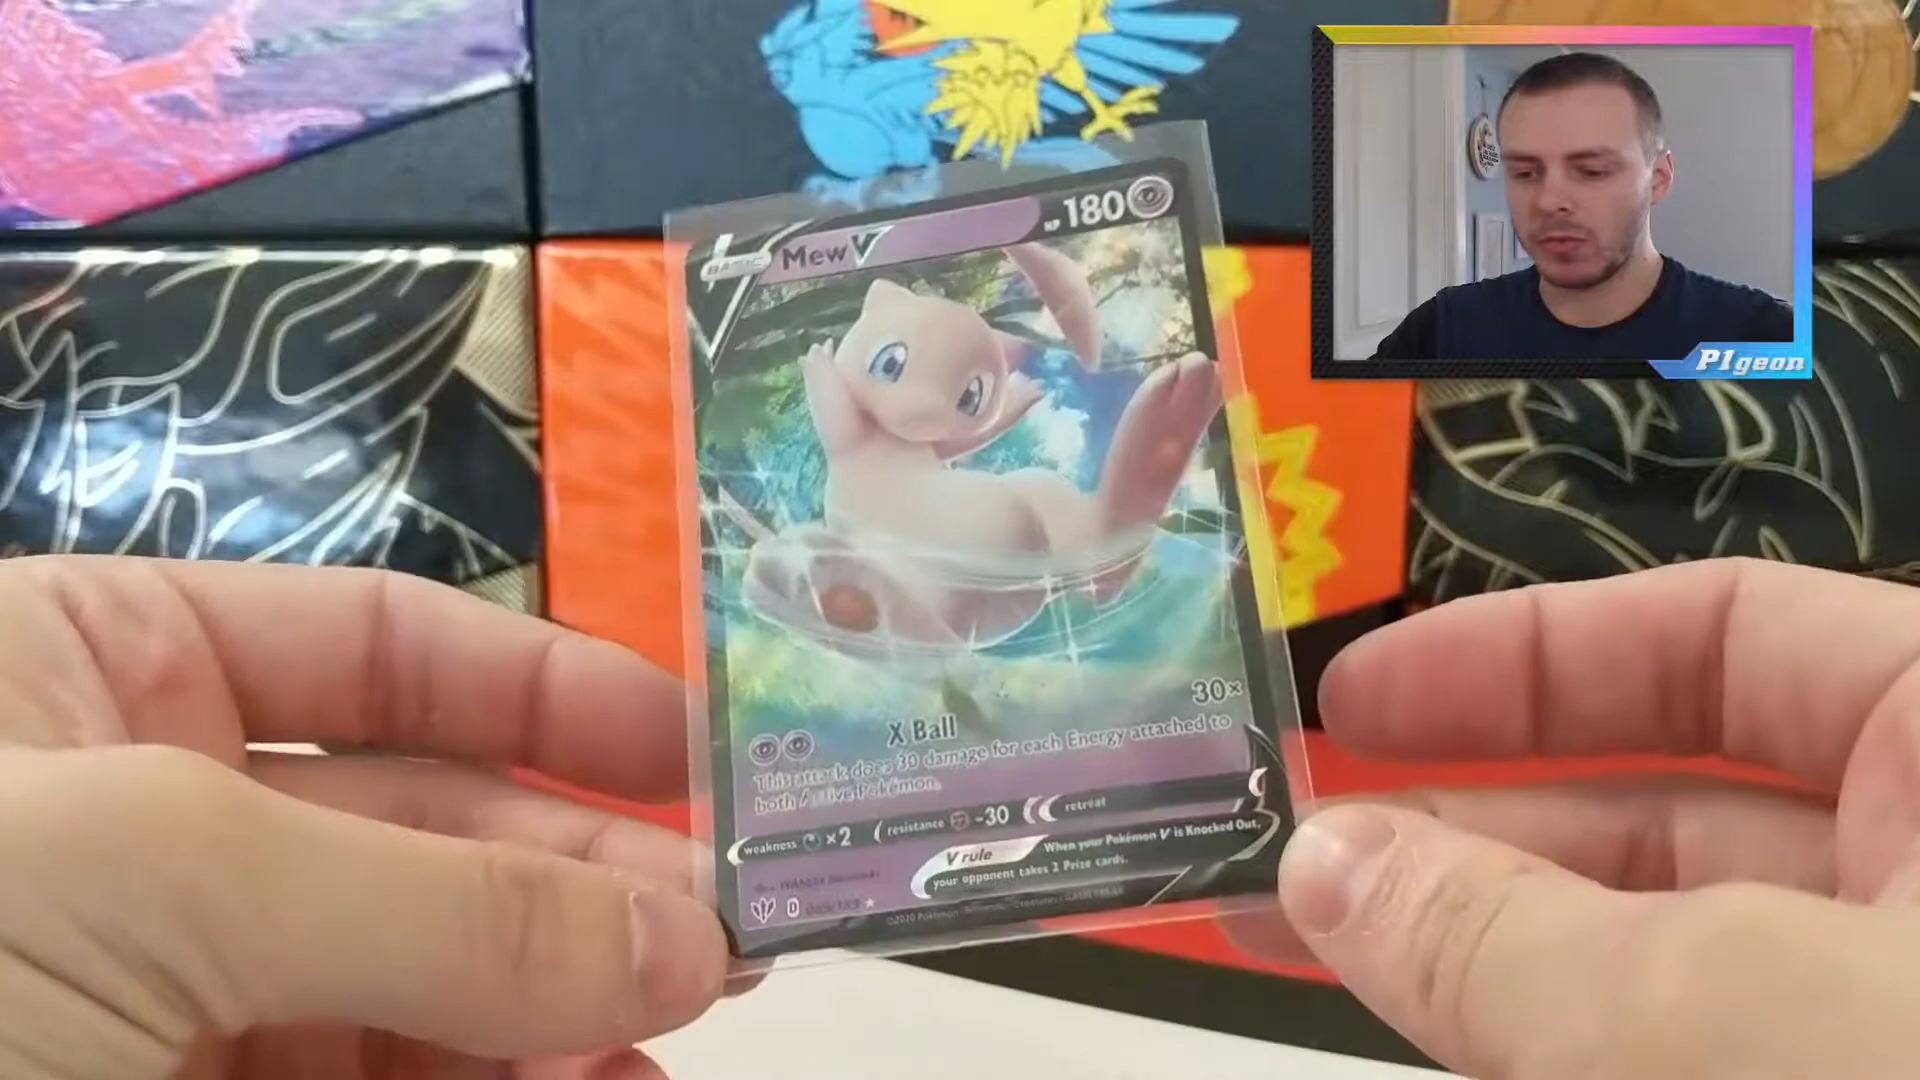 BASIC
Mew V
HP 180
P1geon
X Ball
30×
This attack does 30 damage for each Energy attached to
both Active Pokémon.
weakness ×2
resistance -30
retreat
V rule
When your Pokémon V is Knocked Out,
your opponent takes 2 Prize cards.
D
©2020 Pokémon